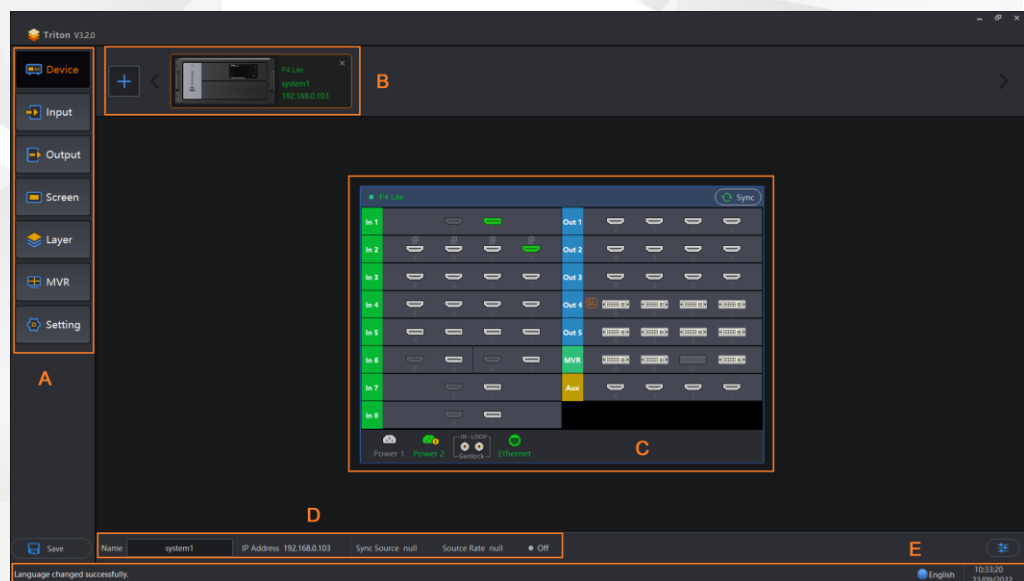 Triton V3.2.0
Device
Input
Output
Screen
Layer
MVR
Setting
A
F4 Lite
system1
192.168.0.103
B
F4 Lite
Sync
In 1
Out 1
In 2
Out 2
In 3
Out 3
In 4
Out 4
SL
In 5
Out 5
In 6
MVR
In 7
Aux
In 8
IN LOOP
Power 1 Power 2 Genlock Ethernet
C
D
Save
Name system1 IP Address 192.168.0.103 Sync Source null Source Rate null Off
E
Language changed successfully.
English
10:33:20
23/09/2022